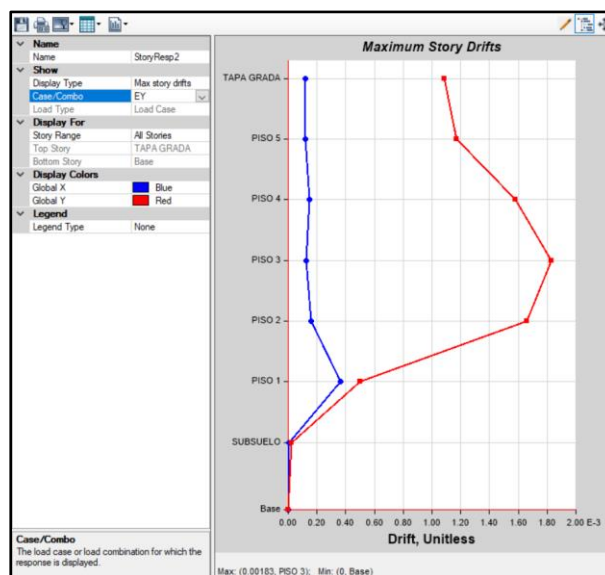 Name
Name StoryResp2
Show
Display Type Max story drifts
Case/Combo EY
Load Type Load Case
Display For
Story Range All Stories
Top Story TAPA GRADA
Bottom Story Base
Display Colors
Global X Blue
Global Y Red
Legend
Legend Type None
Case/Combo
The load case or load combination for which the
response is displayed.
Maximum Story Drifts
TAPA GRADA
PISO 5
PISO 4
PISO 3
PISO 2
PISO 1
SUBSUELO
Base
0.00 0.20 0.40 0.60 0.80 1.00 1.20 1.40 1.60 1.80 2.00 E-3
Drift, Unitless
Max: (0.00183, PISO 3); Min: (0, Base)